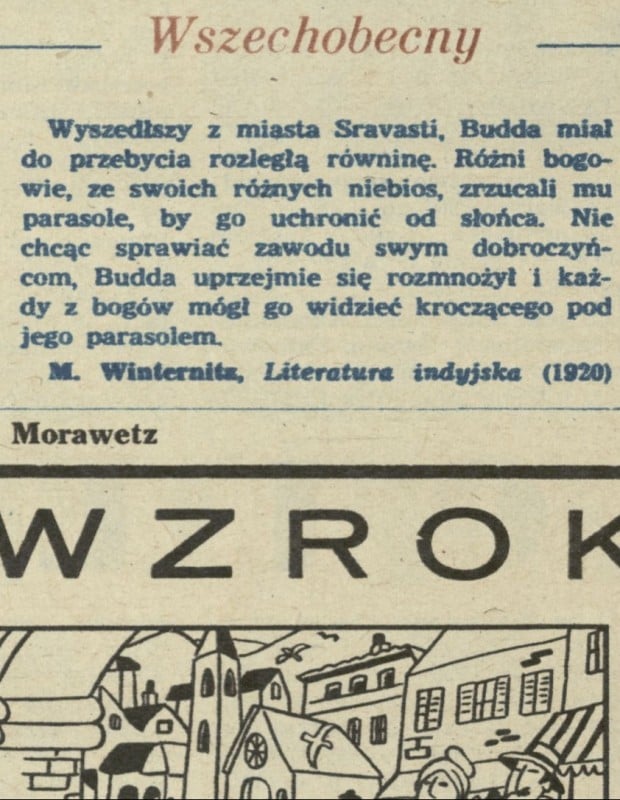 Wszechobecny
Wyszedłszy z miasta Sravasti, Budda miał
do przebycia rozległą równinę. Różni bogo-
wie, ze swoich różnych niebios, zrzucali mu
parasole, by go uchronić od słońca. Nie
chcąc sprawiać zawodu swym dobroczyń-
com, Budda uprzejmie się rozmnożył i każ-
dy z bogów mógł go widzieć kroczącego pod
jego parasolem.
M. Winternitz, Literatura indyjska (1920)
Morawetz
WZROK